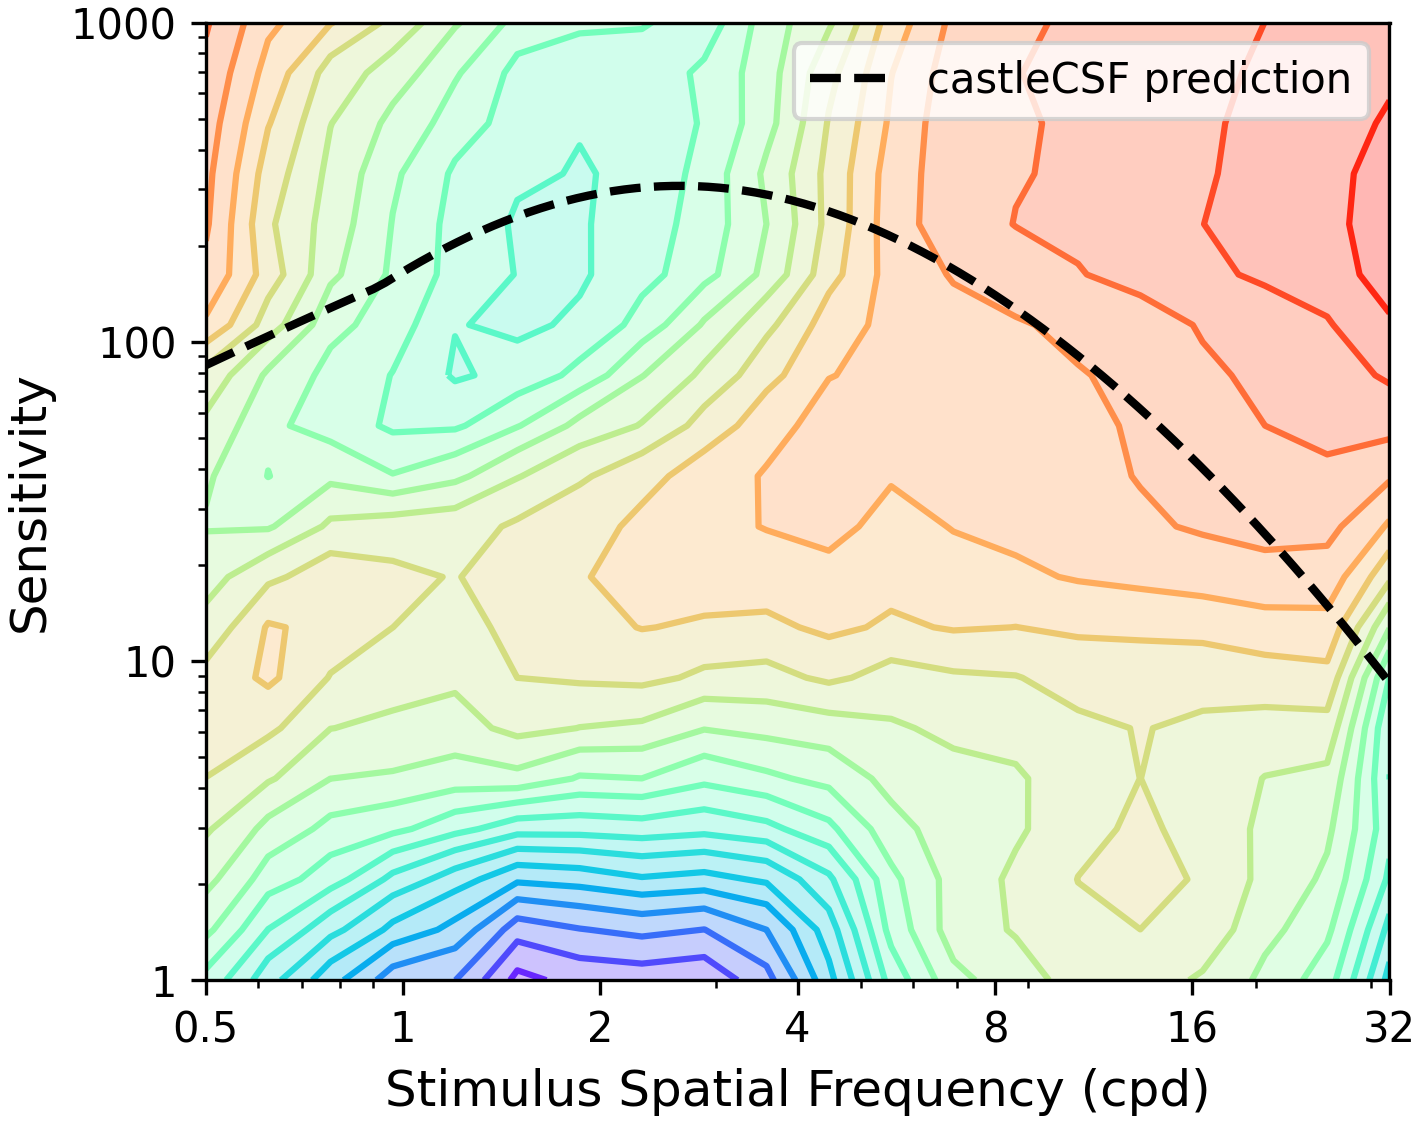 1000
100
10
1
Sensitivity
castleCSF prediction
0.5 1 2 4 8 16 32
Stimulus Spatial Frequency (cpd)